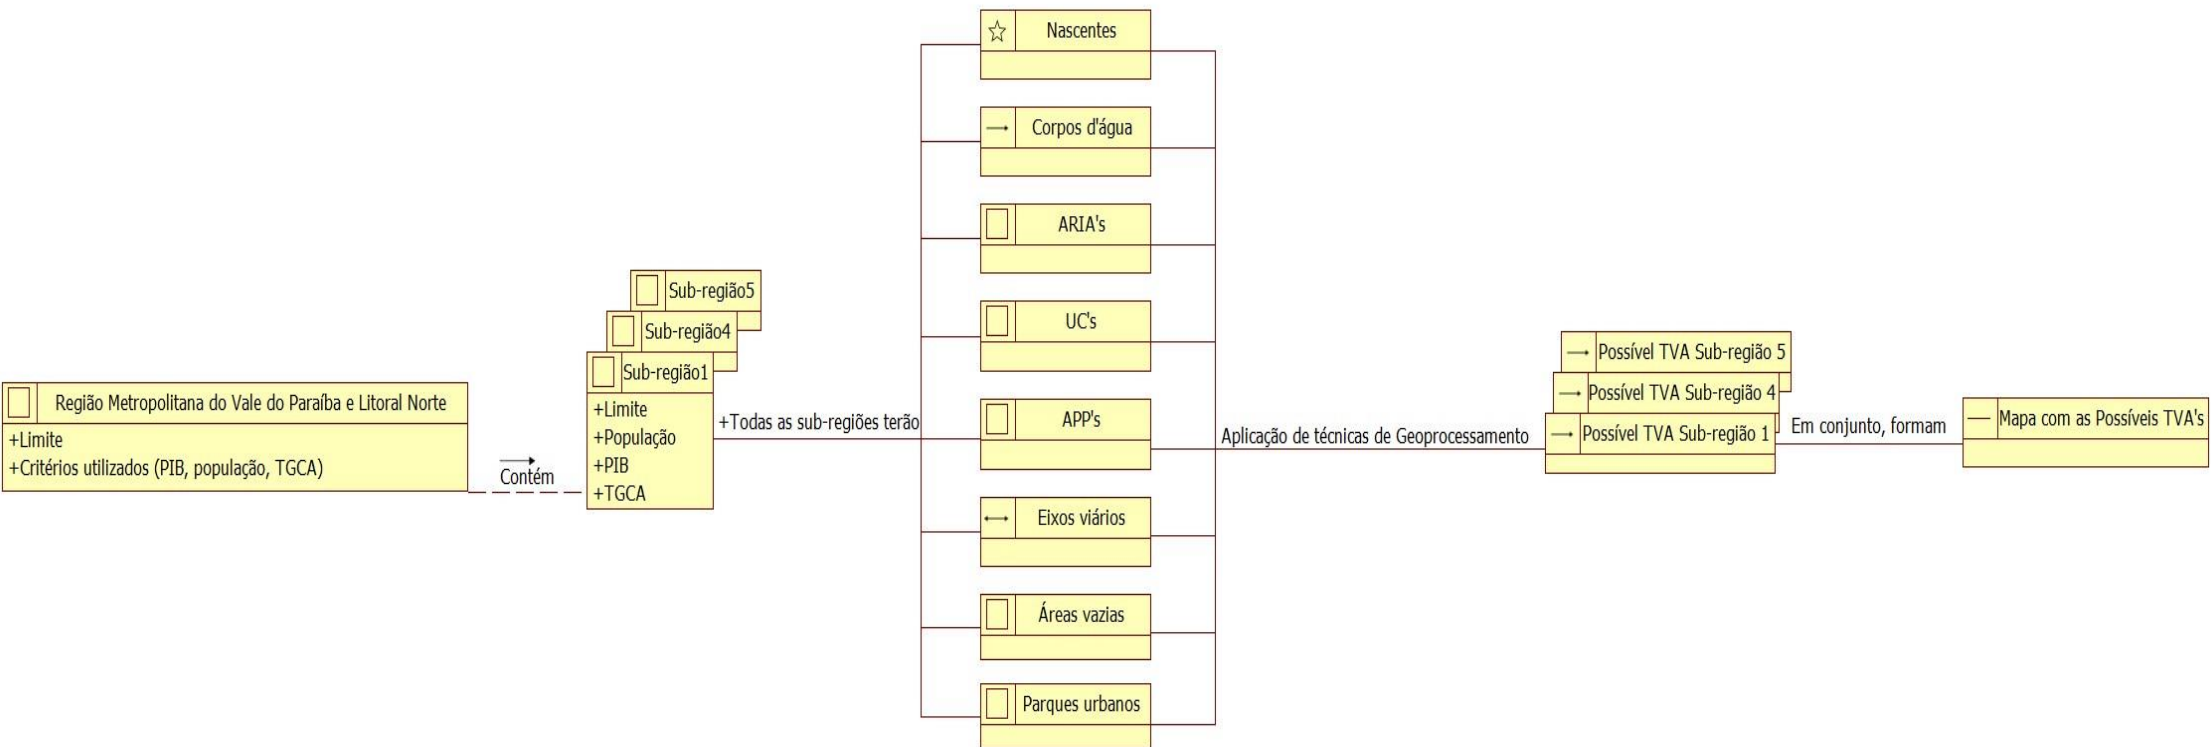 Região Metropolitana do Vale do Paraíba e Litoral Norte
+Limite
+Critérios utilizados (PIB, população, TGCA)
Contém
Sub-região5
Sub-região4
Sub-região1
+Limite
+População
+PIB
+TGCA
+Todas as sub-regiões terão
Nascentes
Corpos d'água
ARIA's
UC's
APP's
Eixos viários
Áreas vazias
Parques urbanos
Aplicação de técnicas de Geoprocessamento
Possível TVA Sub-região 5
Possível TVA Sub-região 4
Possível TVA Sub-região 1
Em conjunto, formam
Mapa com as Possíveis TVA's